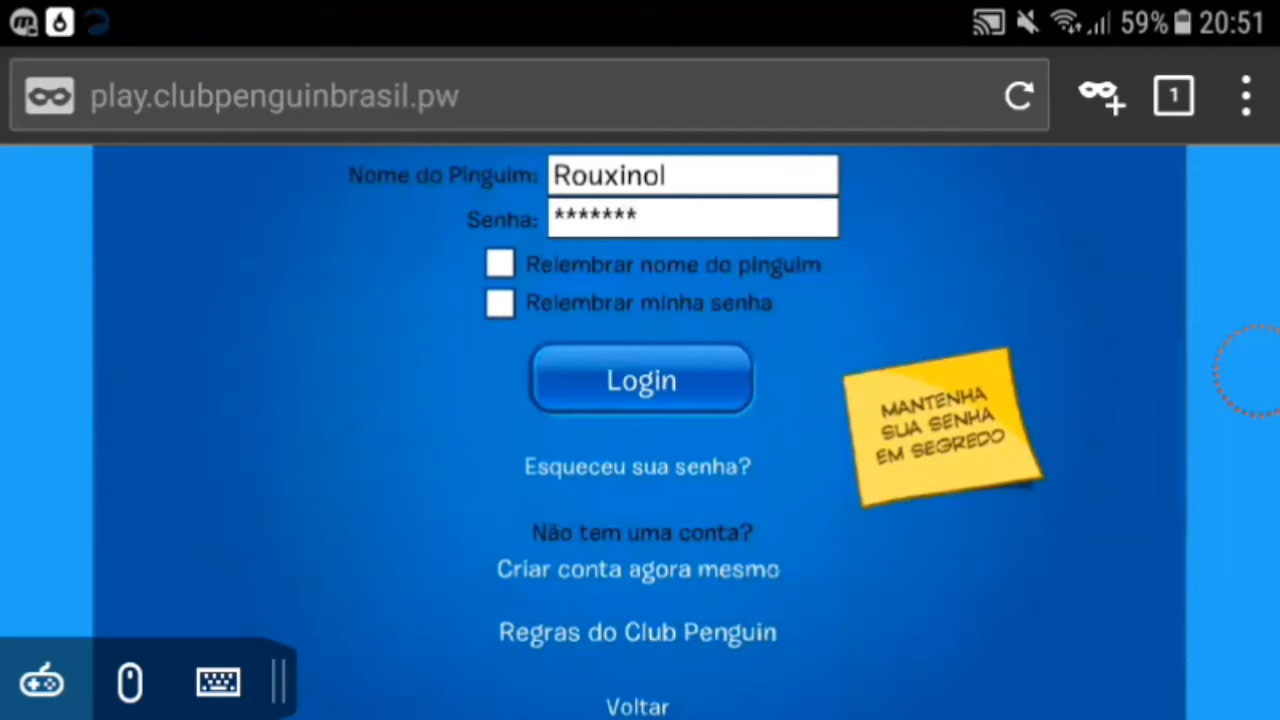 59% 20:51
play.clubpenguinbrasil.pw
1
Nome do Pinguim: Rouxinol
Senha: *******
Relembrar nome do pinguim
Relembrar minha senha
Login
MANTENHA
SUA SENHA
EM SEGREDO
Esqueceu sua senha?
Não tem uma conta?
Criar conta agora mesmo
Regras do Club Penguin
Voltar